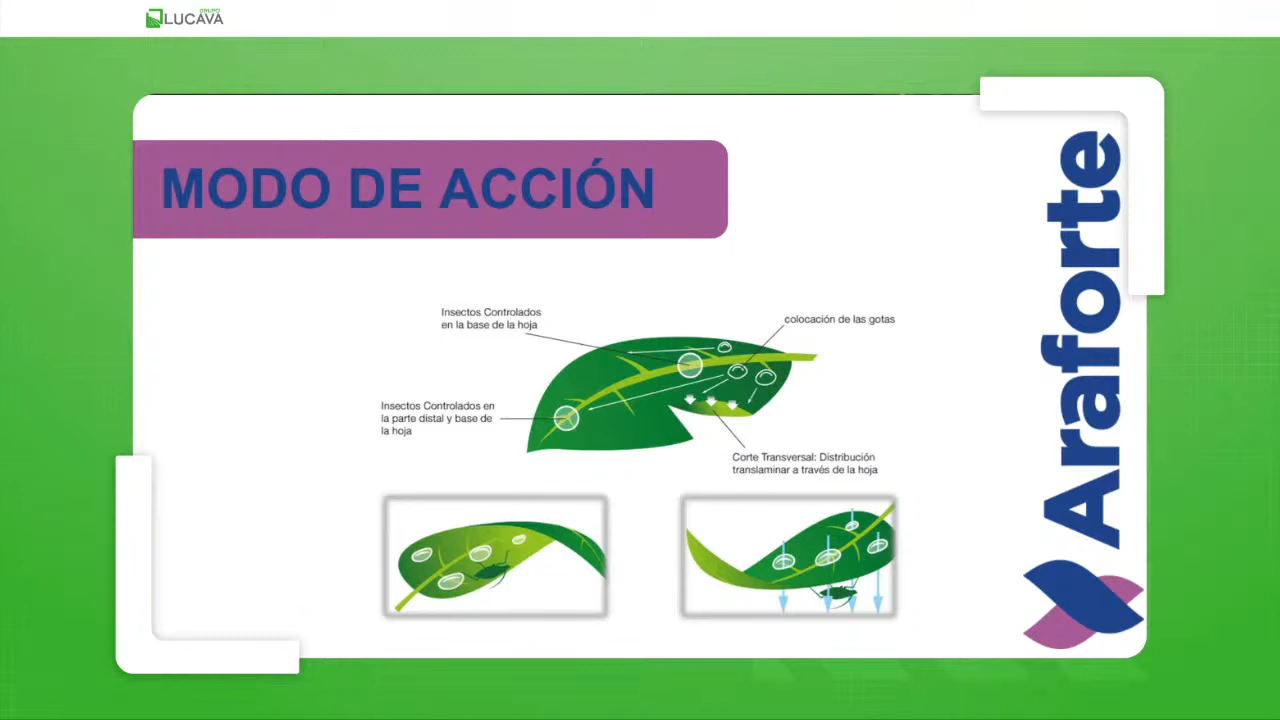 GRUPO
LUCAVA
MODO DE ACCIÓN
Araforte
Insectos Controlados
en la base de la hoja
colocación de las gotas
Insectos Controlados en
la parte distal y base de
la hoja
Corte Transversal: Distribución
translaminar a través de la hoja